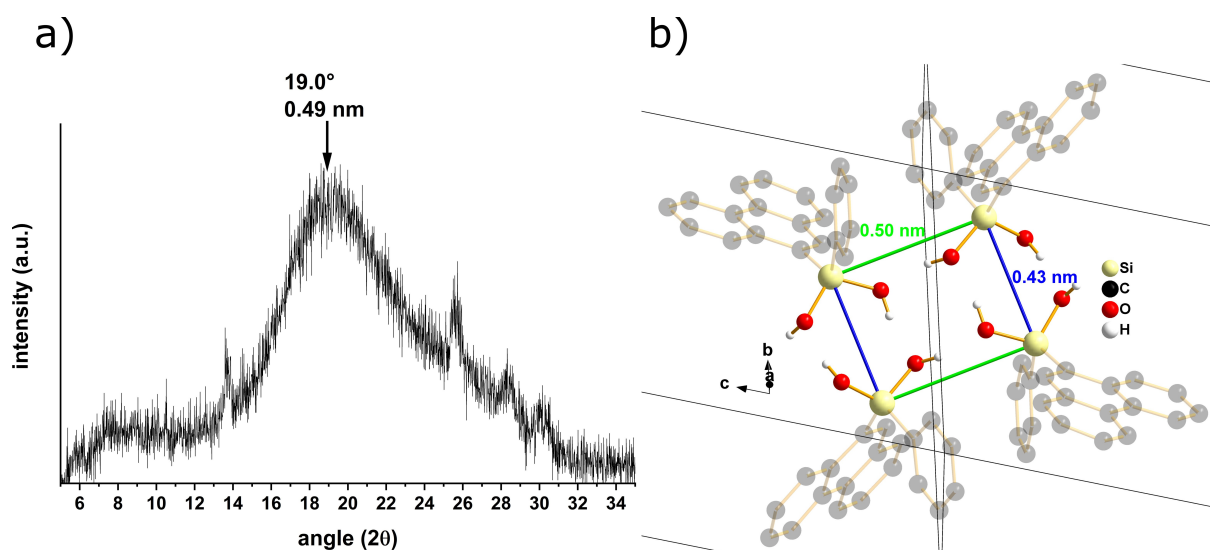 a)
19.0°
0.49 nm
intensity (a.u.)
6 8 10 12 14 16 18 20 22 24 26 28 30 32 34
angle (2θ)
b)
0.50 nm
0.43 nm
Si
C
O
H
b
a
c